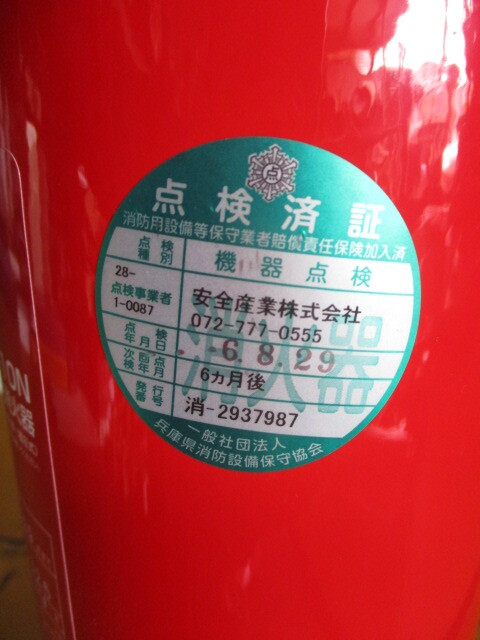 点
点検済証
消防用設備等保守業者賠償責任保険加入済
点検種別 機器点検
28-
点検事業者 安全産業株式会社
1-0087 072-777-0555
点検年月日 6.8.29
次回点検年月 6ヵ月後
発行番号 消-2937987
消火器
一般社団法人
兵庫県消防設備保守協会
ON
器